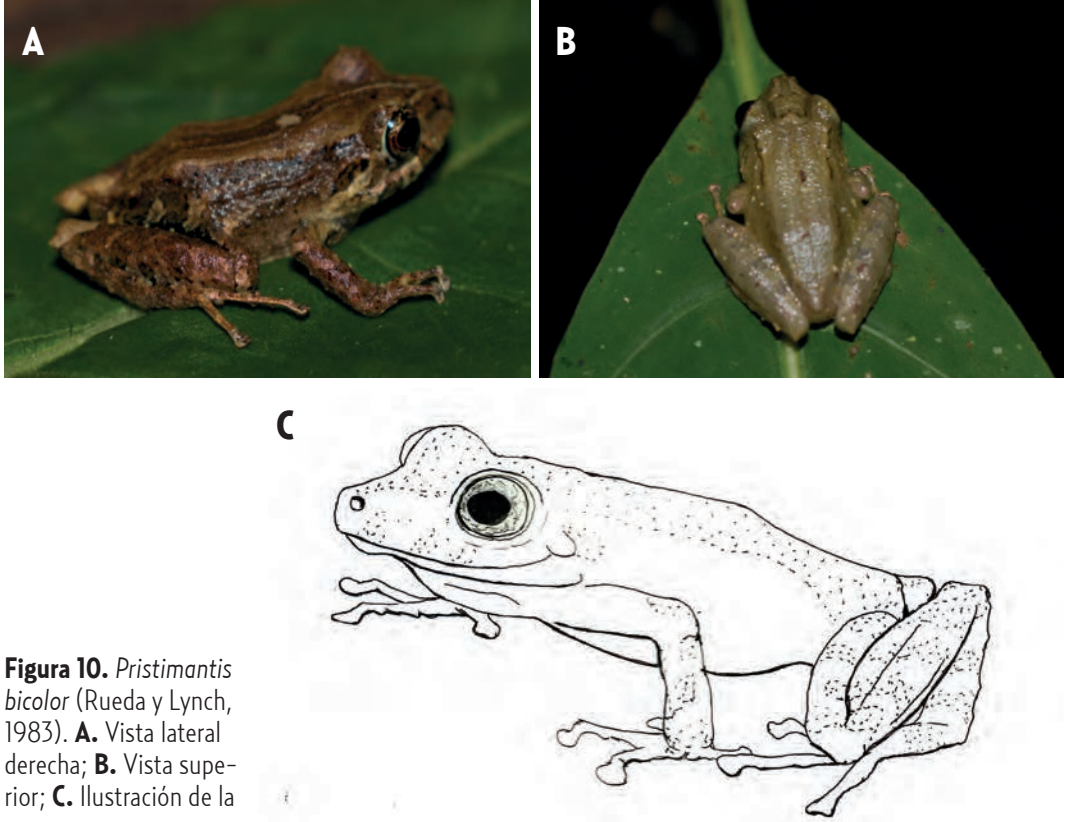 A
B
C
Figura 10. Pristimantis
bicolor (Rueda y Lynch,
1983). A. Vista lateral
derecha; B. Vista supe-
rior; C. Ilustración de la